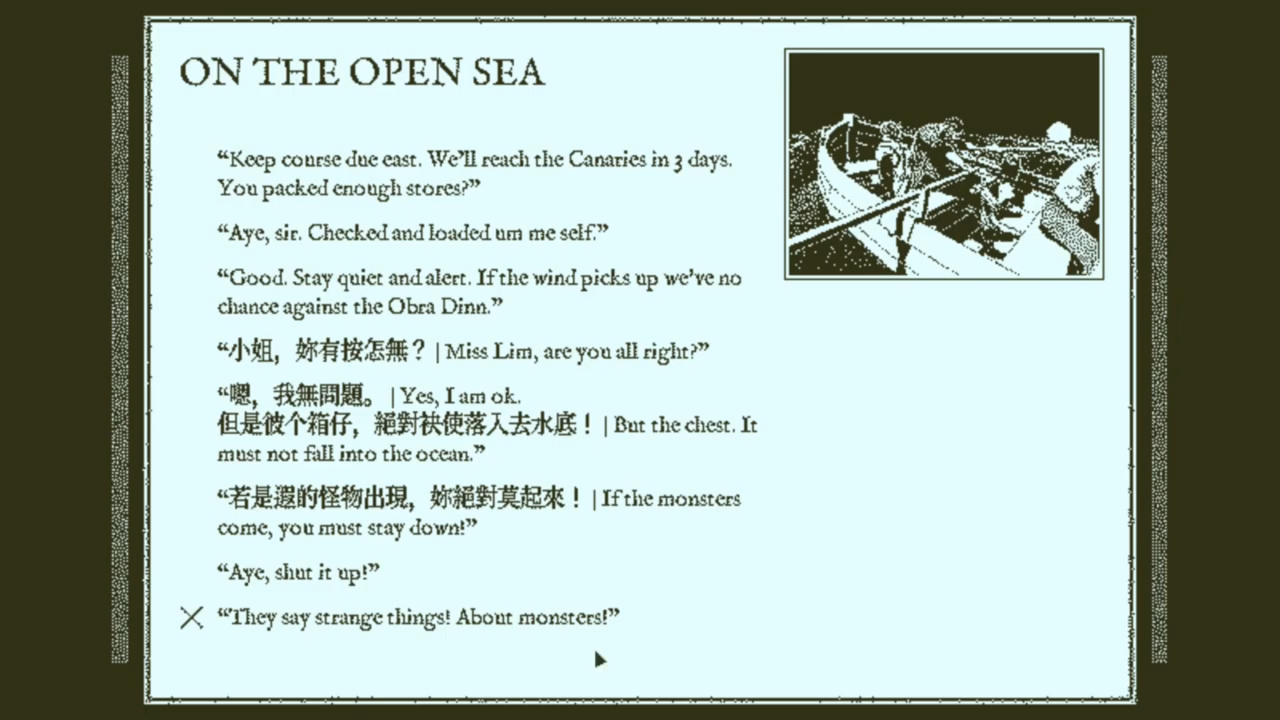 ON THE OPEN SEA
“Keep course due east. We’ll reach the Canaries in 3 days.
You packed enough stores?”
“Aye, sir. Checked and loaded um me self.”
“Good. Stay quiet and alert. If the wind picks up we’ve no
chance against the Obra Dinn.”
“小姐，妳有按怎無？ | Miss Lim, are you all right?”
“嗯，我無問題。 | Yes, I am ok.
但是彼个箱仔，絕對袂使落入去水底！ | But the chest. It
must not fall into the ocean.”
“若是遐的怪物出現，妳絕對莫起來！ | If the monsters
come, you must stay down!”
“Aye, shut it up!”
“They say strange things! About monsters!”